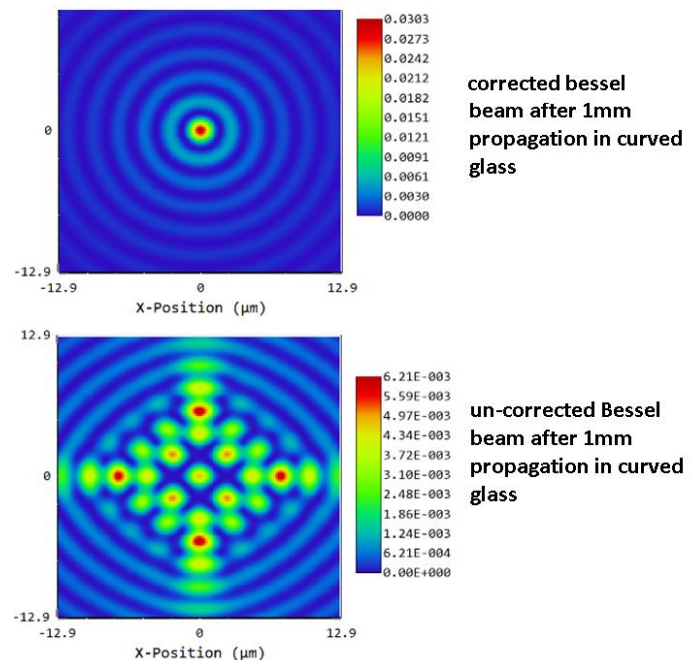 0.0303
0.0273
0.0242
0.0212
0.0182
0.0151
0.0121
0.0091
0.0061
0.0030
0.0000
0
-12.9
-12.9 0 12.9
X-Position (µm)
corrected bessel
beam after 1mm
propagation in curved
glass
12.9
0
-12.9
-12.9 0 12.9
X-Position (µm)
6.21E-003
5.59E-003
4.97E-003
4.34E-003
3.72E-003
3.10E-003
2.48E-003
1.86E-003
1.24E-003
6.21E-004
0.00E+000
un-corrected Bessel
beam after 1mm
propagation in curved
glass